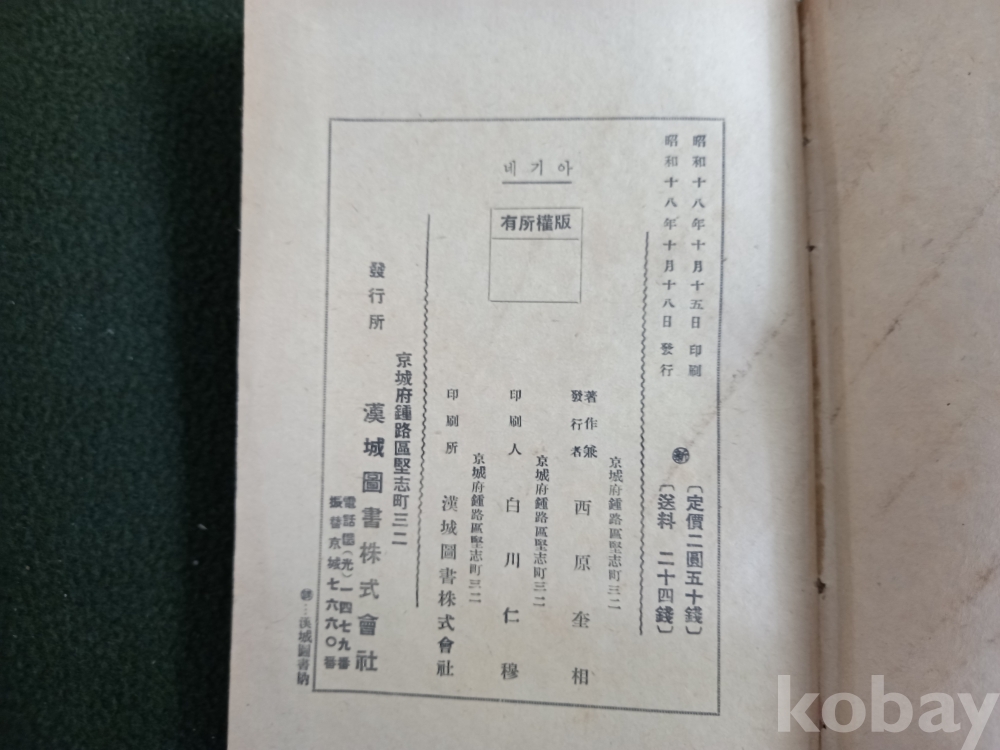 昭和十八年十月十五日 印刷
昭和十八年十月十八日 發行
新
〔定價二圓五十錢〕
〔送料 二十四錢〕
네기아
有所權版
京城府鍾路區堅志町三二
著作兼
發行者
西原奎相
京城府鍾路區堅志町三二
印刷人
白川仁穆
京城府鍾路區堅志町三二
印刷所
漢城圖書株式會社
京城府鍾路區堅志町三二
發行所
漢城圖書株式會社
電話(光)一四七九番
振替京城七六六〇番
漢城圖書納
kobay